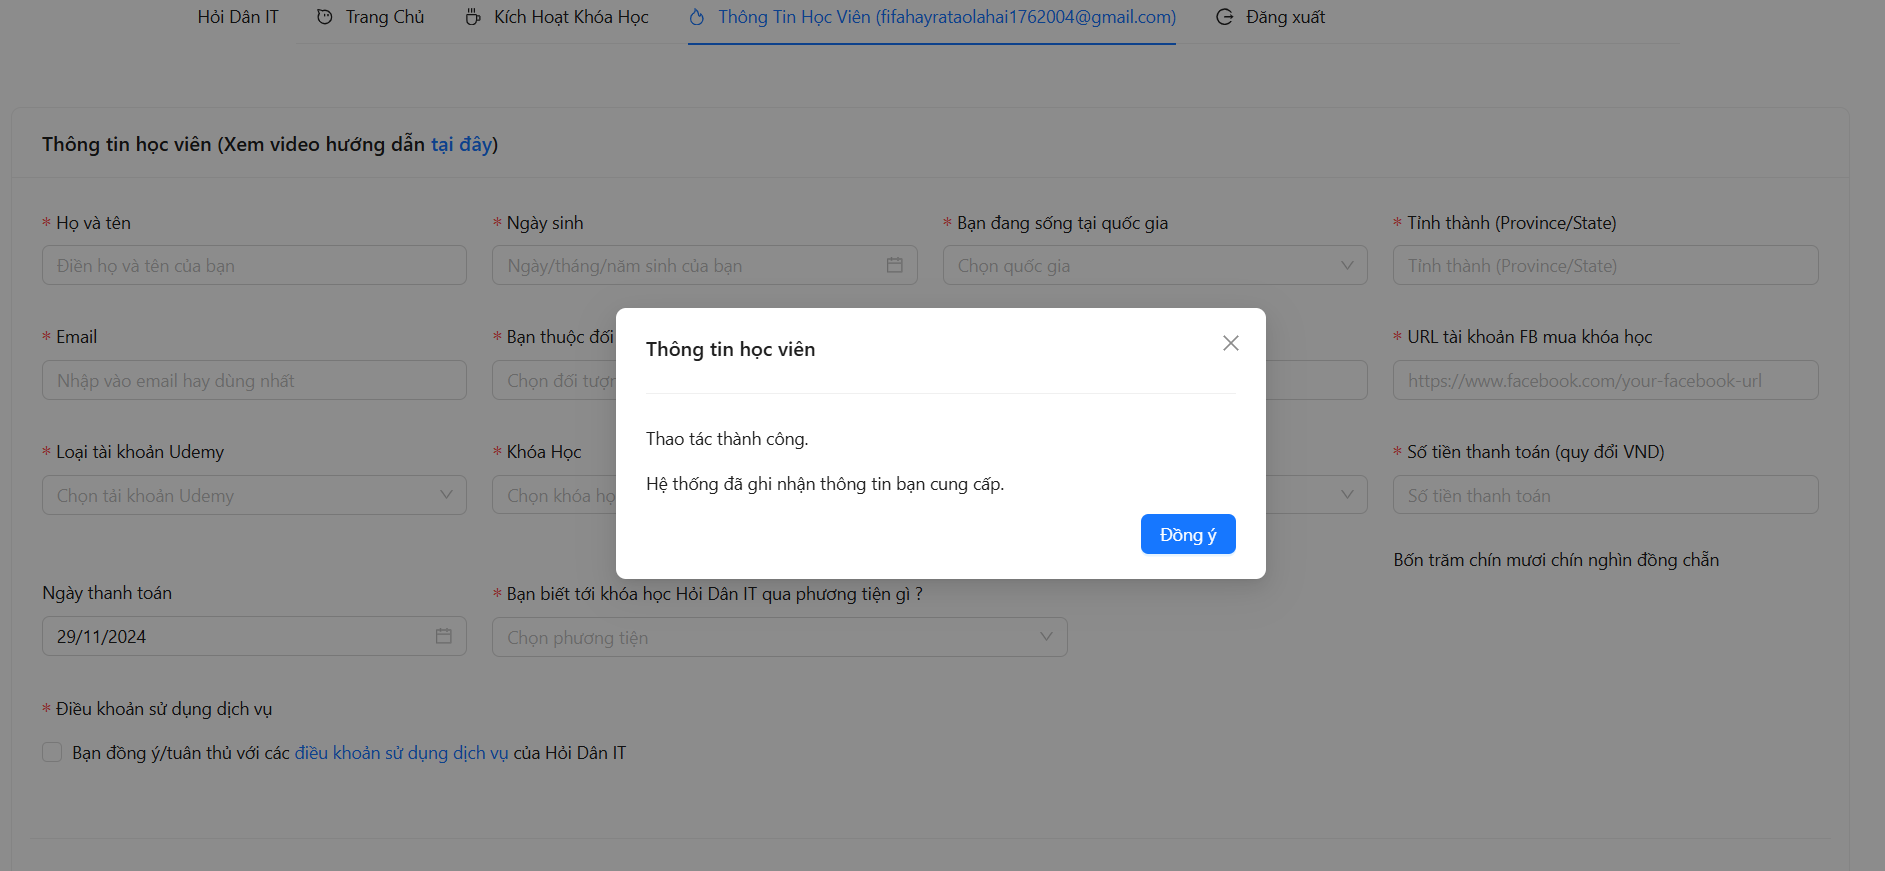 Hỏi Dân IT Trang Chủ Kích Hoạt Khóa Học Thông Tin Học Viên (fifahayrataolahai1762004@gmail.com) Đăng xuất
Thông tin học viên (Xem video hướng dẫn tại đây)
* Họ và tên * Ngày sinh * Bạn đang sống tại quốc gia * Tỉnh thành (Province/State)
Điền họ và tên của bạn Ngày/tháng/năm sinh của bạn Chọn quốc gia Tỉnh thành (Province/State)
* Email * Bạn thuộc đối * URL tài khoản FB mua khóa học
Nhập vào email hay dùng nhất Chọn đối tượn https://www.facebook.com/your-facebook-url
* Loại tài khoản Udemy * Khóa Học * Số tiền thanh toán (quy đổi VND)
Chọn tài khoản Udemy Chọn khóa họ Số tiền thanh toán
Bốn trăm chín mươi chín nghìn đồng chẵn
Thông tin học viên
Thao tác thành công.
Hệ thống đã ghi nhận thông tin bạn cung cấp.
Đồng ý
Ngày thanh toán * Bạn biết tới khóa học Hỏi Dân IT qua phương tiện gì ?
29/11/2024 Chọn phương tiện
* Điều khoản sử dụng dịch vụ
Bạn đồng ý/tuân thủ với các điều khoản sử dụng dịch vụ của Hỏi Dân IT